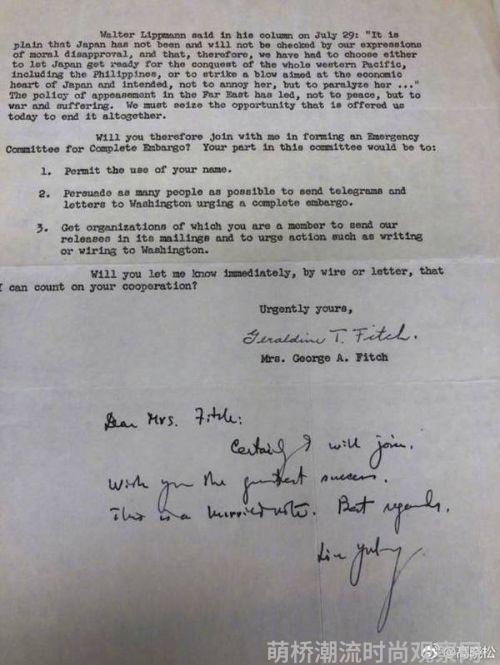 Walter Lippmann said in his column on July 29: "It is
plain that Japan has not been and will not be checked by our expressions
of moral disapproval, and that, therefore, we have had to choose either
to let Japan get ready for the conquest of the whole western Pacific,
including the Philippines, or to strike a blow aimed at the economic
heart of Japan and intended, not to annoy her, but to paralyze her ..."
The policy of appeasement in the Far East has led, not to peace, but to
war and suffering. We must seize the opportunity that is offered us
today to end it altogether.
Will you therefore join with me in forming an Emergency
Committee for Complete Embargo? Your part in this committee would be to:
1. Permit the use of your name.
2. Persuade as many people as possible to send telegrams and
letters to Washington urging a complete embargo.
3. Get organizations of which you are a member to send our
releases in its mailings and to urge action such as writing
or wiring to Washington.
Will you let me know immediately, by wire or letter, that
I can count on your cooperation?
Urgently yours,
Geraldine T. Fitch.
Mrs. George A. Fitch
Dear Mrs. Fitch:
Certainly I will join.
Wish you the greatest success.
This is a hurried note. Best regards.
Lin Yutang
@高晓松
萌桥潮流时尚观察网